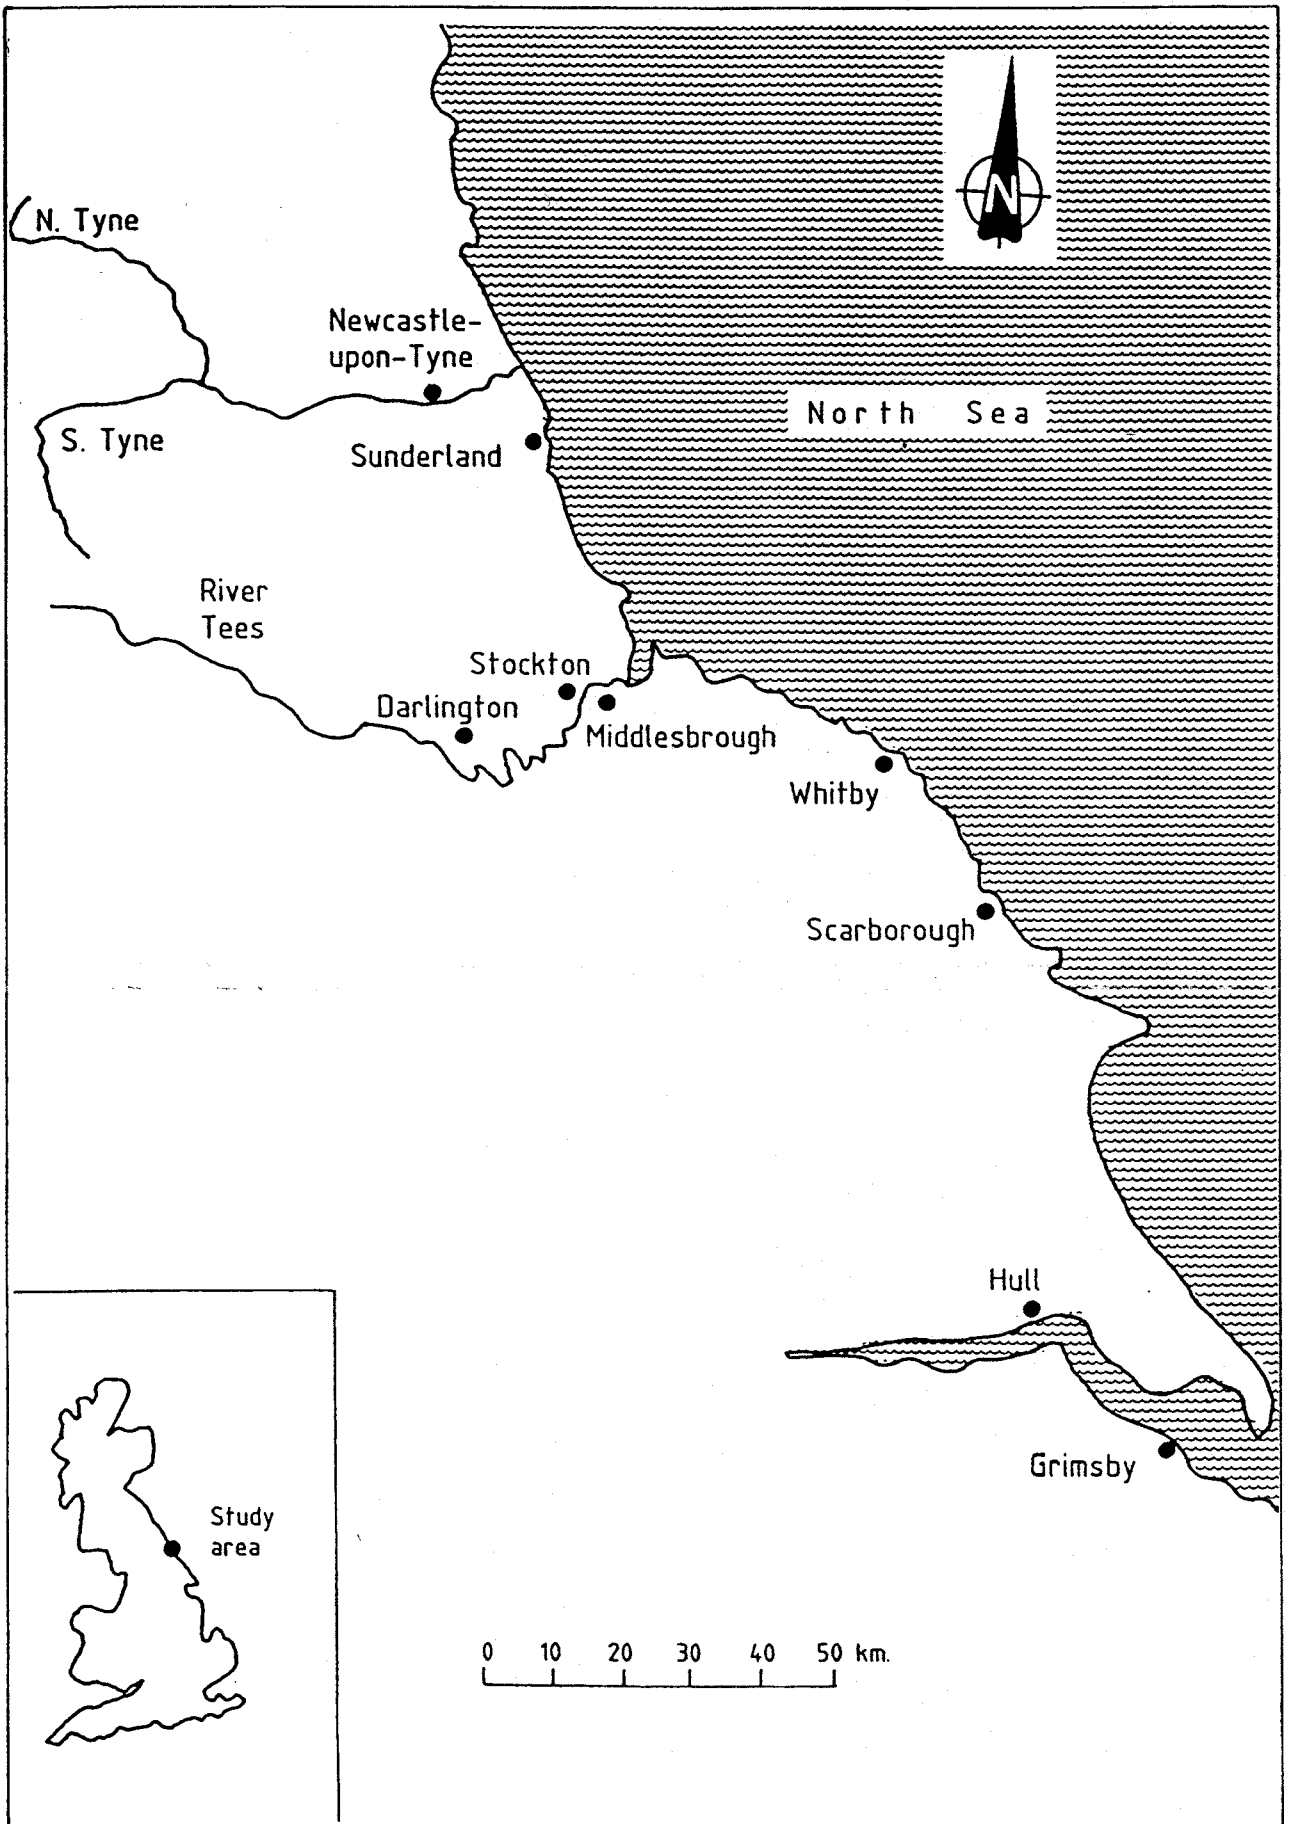 N
N. Tyne
Newcastle-
upon-Tyne
North Sea
S. Tyne
Sunderland
River
Tees
Stockton
Darlington
Middlesbrough
Whitby
Scarborough
Hull
Grimsby
Study
area
0 10 20 30 40 50 km.